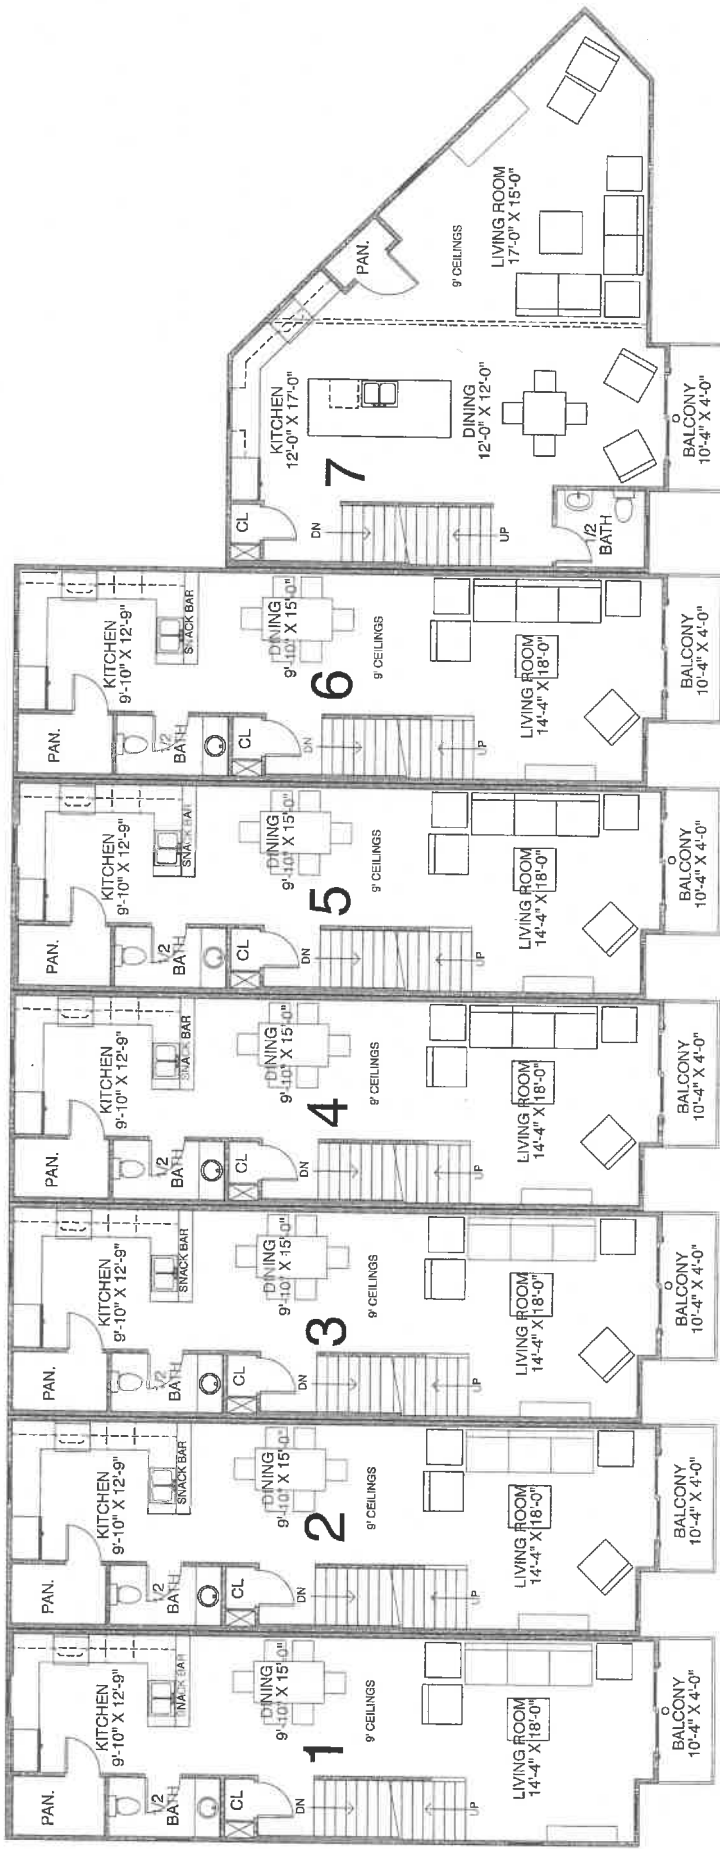 PAN.
KITCHEN
9'-10" X 12'-9"
SNACK BAR
1/2
BATH
CL
DINING
9'-10" X 15'-0"
DN
1
9' CEILINGS
UP
LIVING ROOM
14'-4" X 18'-0"
BALCONY
10'-4" X 4'-0"
PAN.
KITCHEN
9'-10" X 12'-9"
SNACK BAR
1/2
BATH
CL
DINING
9'-10" X 15'-0"
DN
2
9' CEILINGS
UP
LIVING ROOM
14'-4" X 18'-0"
BALCONY
10'-4" X 4'-0"
PAN.
KITCHEN
9'-10" X 12'-9"
SNACK BAR
1/2
BATH
CL
DINING
9'-10" X 15'-0"
DN
3
9' CEILINGS
UP
LIVING ROOM
14'-4" X 18'-0"
BALCONY
10'-4" X 4'-0"
PAN.
KITCHEN
9'-10" X 12'-9"
SNACK BAR
1/2
BATH
CL
DINING
9'-10" X 15'-0"
DN
4
9' CEILINGS
UP
LIVING ROOM
14'-4" X 18'-0"
BALCONY
10'-4" X 4'-0"
PAN.
KITCHEN
9'-10" X 12'-9"
SNACK BAR
1/2
BATH
CL
DINING
9'-10" X 15'-0"
DN
5
9' CEILINGS
UP
LIVING ROOM
14'-4" X 18'-0"
BALCONY
10'-4" X 4'-0"
PAN.
KITCHEN
9'-10" X 12'-9"
SNACK BAR
1/2
BATH
CL
DINING
9'-10" X 15'-0"
DN
6
9' CEILINGS
UP
LIVING ROOM
14'-4" X 18'-0"
BALCONY
10'-4" X 4'-0"
CL
KITCHEN
12'-0" X 17'-0"
PAN.
DN
7
9' CEILINGS
UP
DINING
12'-0" X 12'-0"
LIVING ROOM
17'-0" X 15'-0"
1/2
BATH
BALCONY
10'-4" X 4'-0"